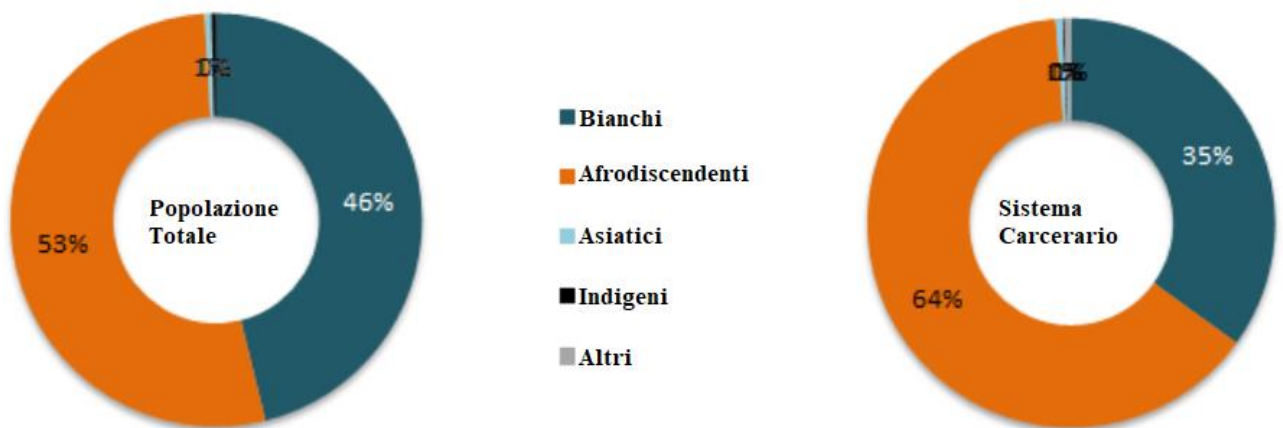 46%
53%
Popolazione
Totale
Bianchi
Afrodiscendenti
Asiatici
Indigeni
Altri
35%
64%
Sistema
Carcerario